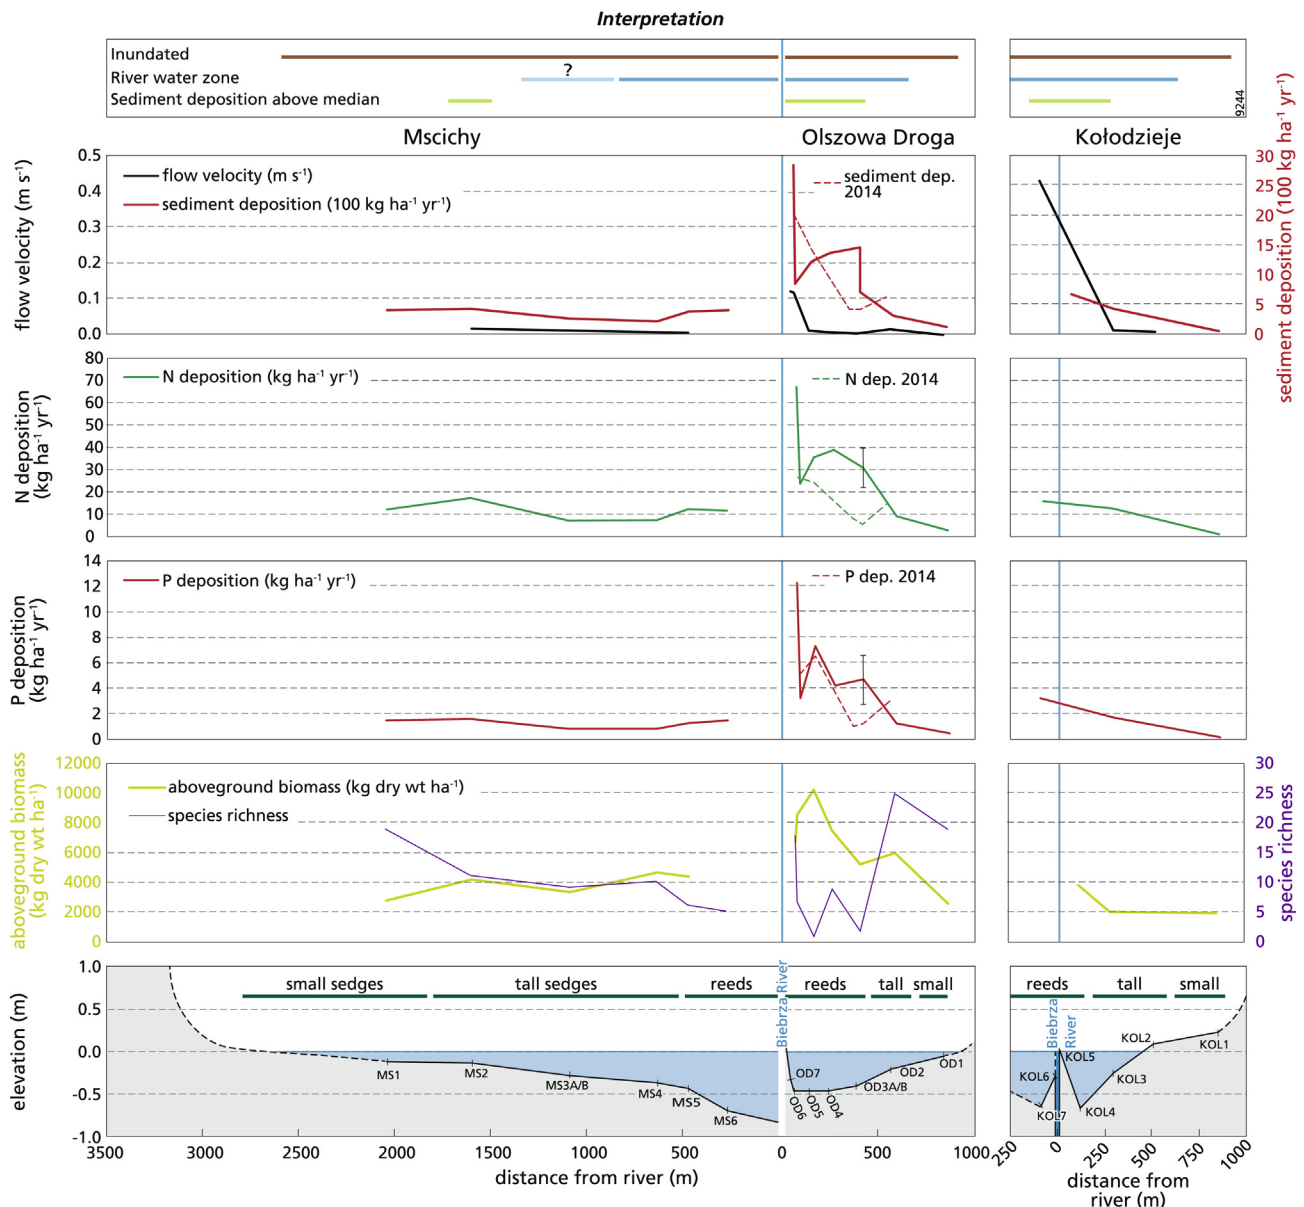 Interpretation
Inundated
River water zone
?
Sediment deposition above median
9244
Mscichy
Olszowa Droga
Kołodzieje
flow velocity (m s-1)
0.5
0.4
0.3
0.2
0.1
0.0
flow velocity (m s-1)
sediment deposition (100 kg ha-1 yr-1)
sediment dep.
2014
30
25
20
15
10
5
0
sediment deposition (100 kg ha-1 yr-1)
N deposition
(kg ha-1 yr-1)
80
70
60
50
40
30
20
10
0
N deposition (kg ha-1 yr-1)
N dep. 2014
P deposition
(kg ha-1 yr-1)
14
12
10
8
6
4
2
0
P deposition (kg ha-1 yr-1)
P dep. 2014
aboveground biomass
(kg dry wt ha-1)
12000
10000
8000
6000
4000
2000
0
aboveground biomass (kg dry wt ha-1)
species richness
30
25
20
15
10
5
0
species richness
elevation (m)
1.0
0.5
0.0
-0.5
-1.0
small sedges
tall sedges
reeds
Biebrza River
reeds
tall
small
reeds
tall
small
Biebrza
River
MS1
MS2
MS3A/B
MS4
MS5
MS6
OD7
OD6
OD5
OD4
OD3A/B
OD2
OD1
KOL6
KOL7
KOL5
KOL4
KOL3
KOL2
KOL1
3500
3000
2500
2000
1500
1000
500
0
500
1000
distance from river (m)
250
0
250
500
750
1000
distance from
river (m)